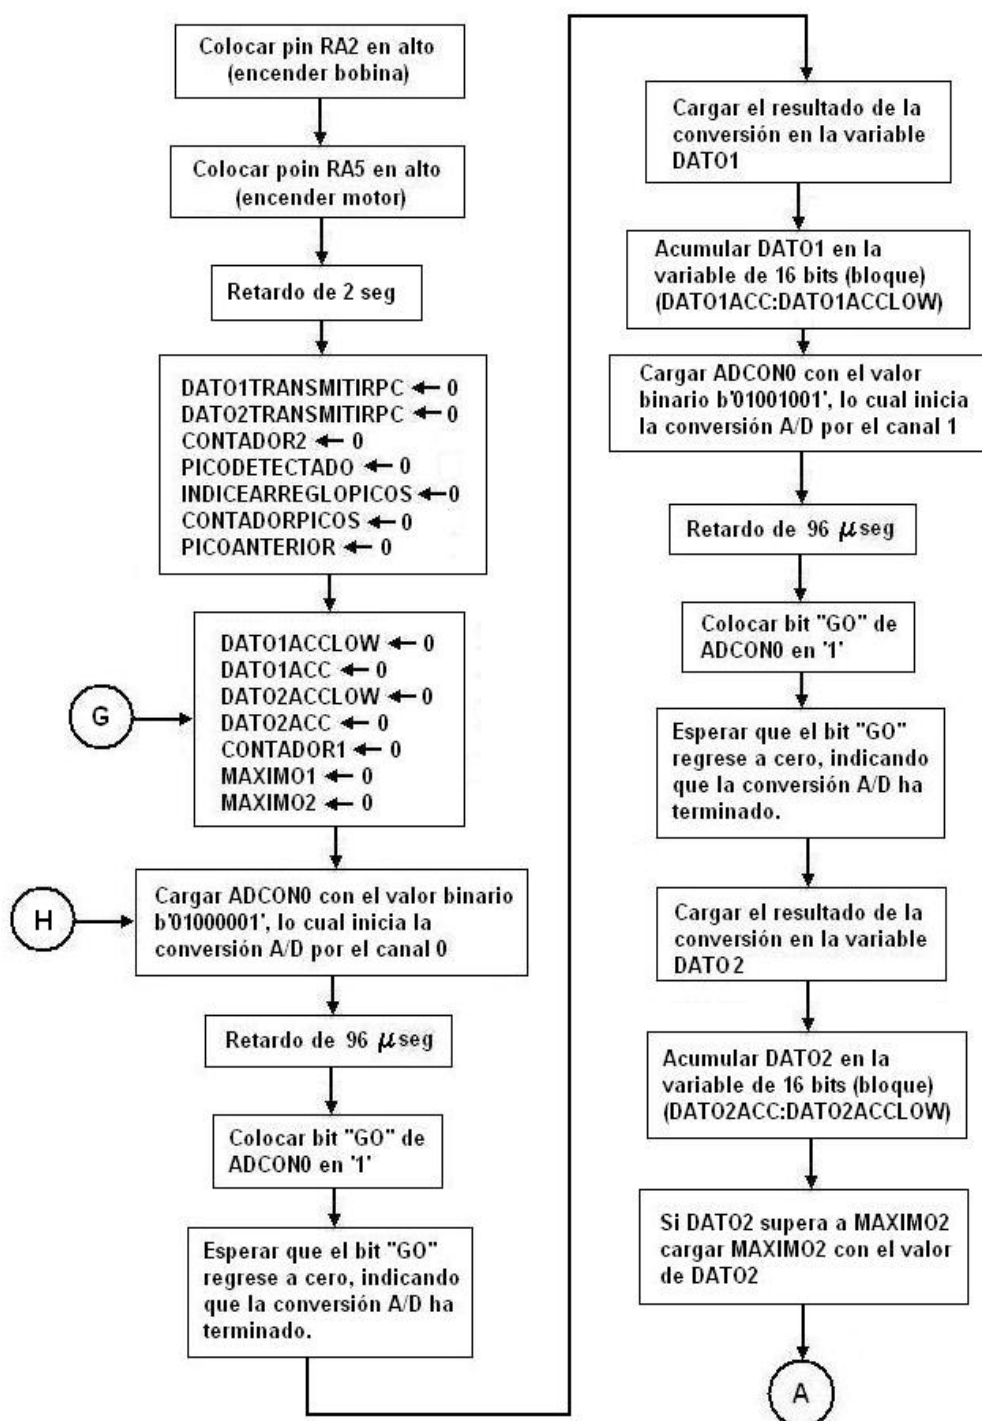 Colocar pin RA2 en alto
(encender bobina)
Colocar poin RA5 en alto
(encender motor)
Retardo de 2 seg
DATO1TRANSMITIRPC ← 0
DATO2TRANSMITIRPC ← 0
CONTADOR2 ← 0
PICODETECTADO ← 0
INDICEARREGLOPICOS ← 0
CONTADORPICOS ← 0
PICOANTERIOR ← 0
G
DATO1ACCLOW ← 0
DATO1ACC ← 0
DATO2ACCLOW ← 0
DATO2ACC ← 0
CONTADOR1 ← 0
MAXIMO1 ← 0
MAXIMO2 ← 0
H
Cargar ADCON0 con el valor binario
b'01000001', lo cual inicia la
conversión A/D por el canal 0
Retardo de 96 μseg
Colocar bit "GO" de
ADCON0 en '1'
Esperar que el bit "GO"
regrese a cero, indicando
que la conversión A/D ha
terminado.
Cargar el resultado de la
conversión en la variable
DATO1
Acumular DATO1 en la
variable de 16 bits (bloque)
(DATO1ACC:DATO1ACCLOW)
Cargar ADCON0 con el valor
binario b'01001001', lo cual inicia
la conversión A/D por el canal 1
Retardo de 96 μseg
Colocar bit "GO" de
ADCON0 en '1'
Esperar que el bit "GO"
regrese a cero, indicando
que la conversión A/D ha
terminado.
Cargar el resultado de la
conversión en la variable
DATO2
Acumular DATO2 en la
variable de 16 bits (bloque)
(DATO2ACC:DATO2ACCLOW)
Si DATO2 supera a MAXIMO2
cargar MAXIMO2 con el valor
de DATO2
A